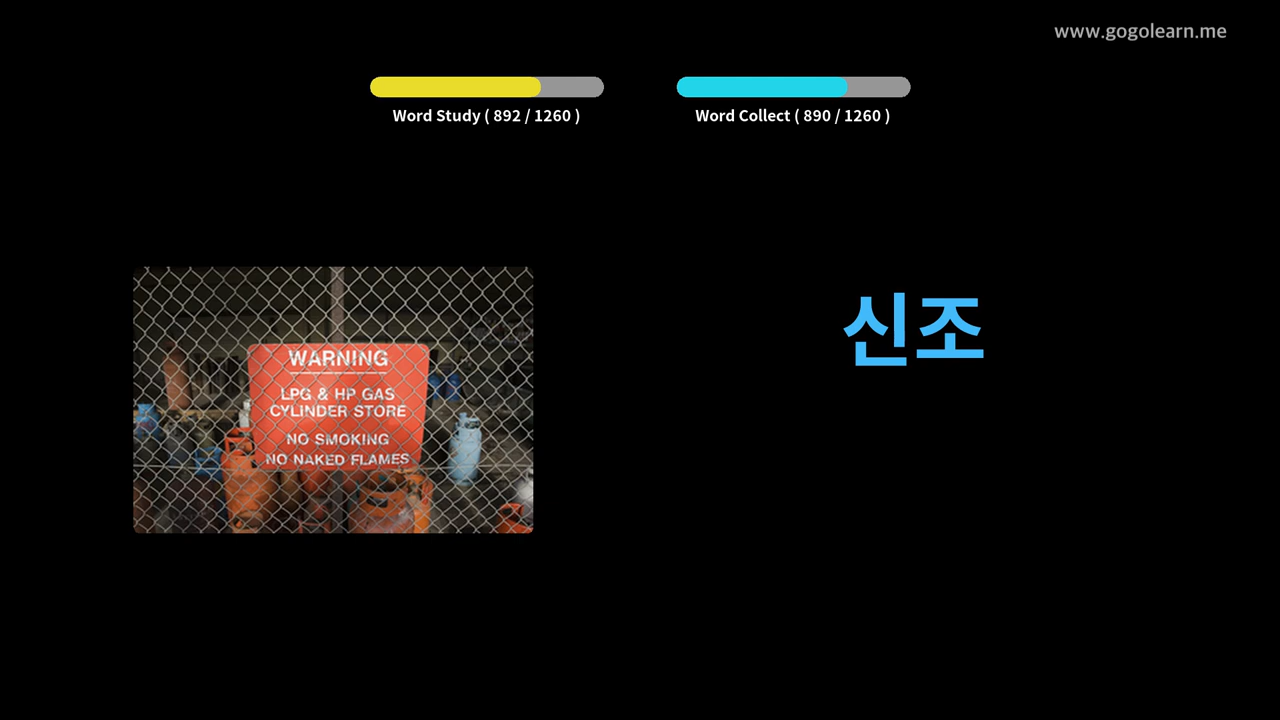 www.gogolearn.me
Word Study ( 892 / 1260 )
Word Collect ( 890 / 1260 )
WARNING
LPG & HP GAS
CYLINDER STORE
NO SMOKING
NO NAKED FLAMES
신조